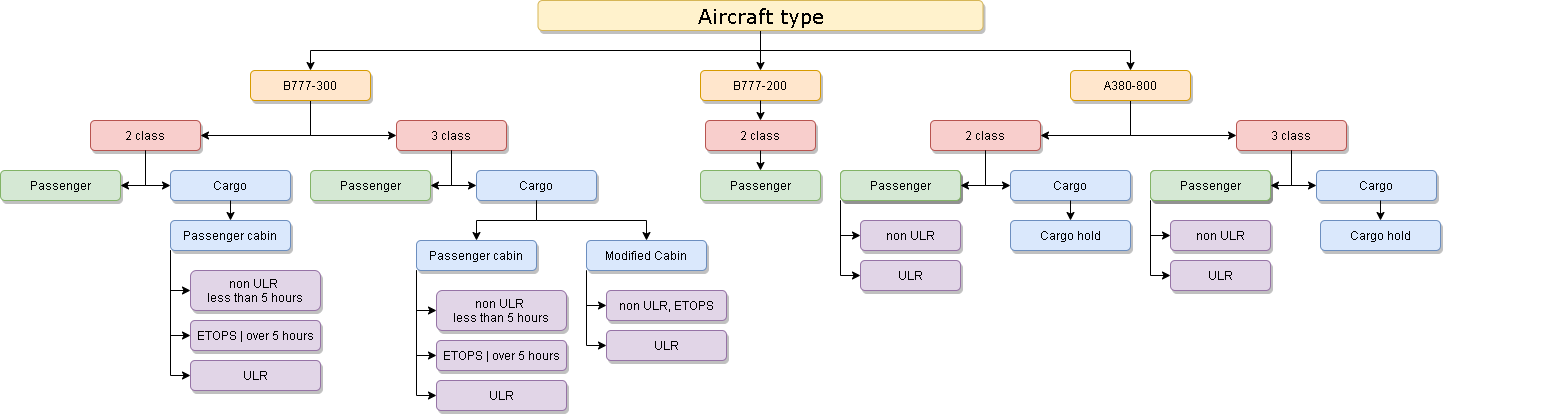 Aircraft type
B777-300
B777-200
A380-800
2 class
3 class
2 class
2 class
3 class
Passenger
Cargo
Passenger
Cargo
Passenger
Passenger
Cargo
Passenger
Cargo
Passenger cabin
non ULR
less than 5 hours
ETOPS | over 5 hours
ULR
Passenger cabin
Modified Cabin
non ULR
less than 5 hours
ETOPS | over 5 hours
ULR
non ULR, ETOPS
ULR
non ULR
ULR
Cargo hold
non ULR
ULR
Cargo hold